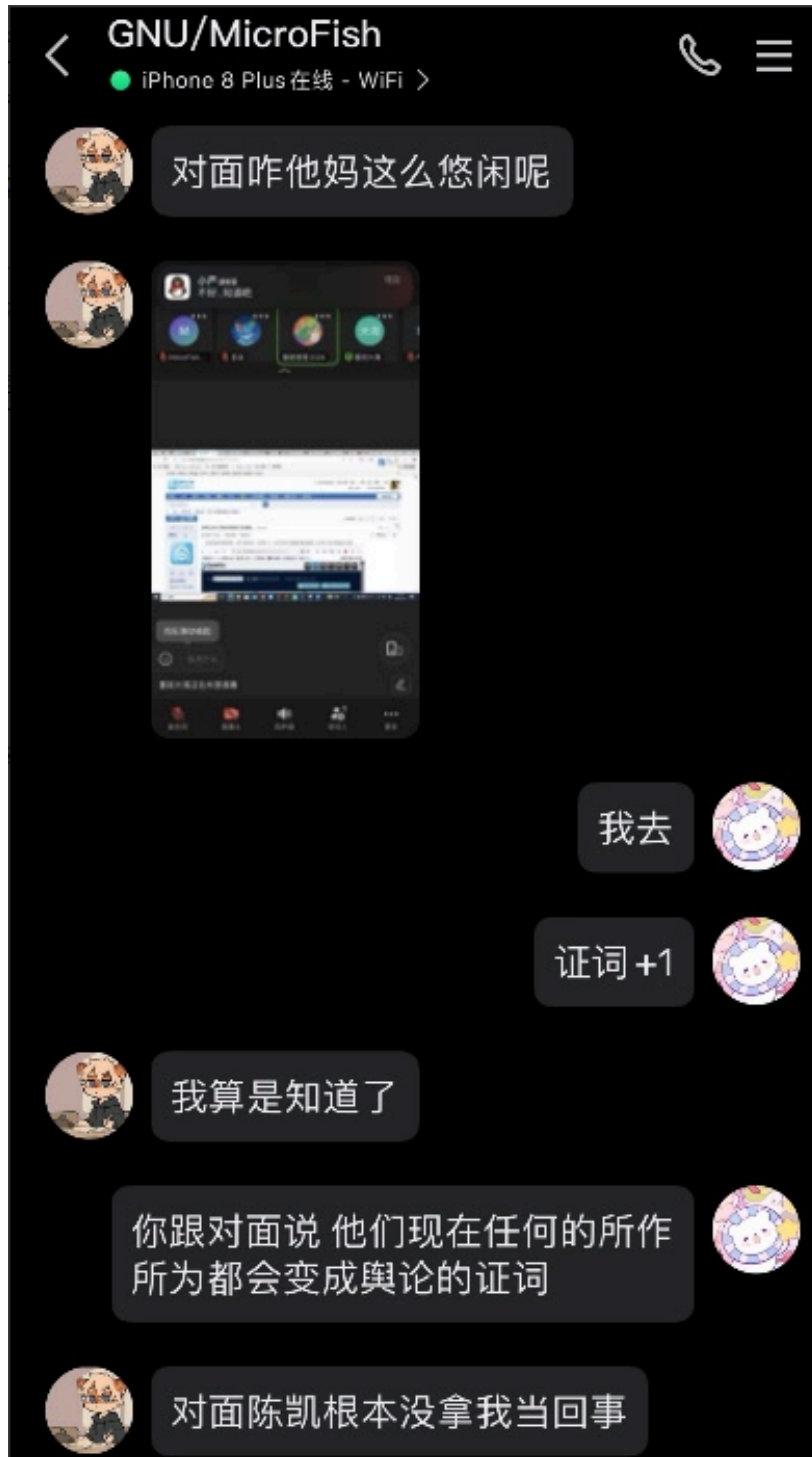 GNU/MicroFish
iPhone 8 Plus在线 - WiFi >
对面咋他妈这么悠闲呢
我去
证词+1
我算是知道了
你跟对面说 他们现在任何的所作
所为都会变成舆论的证词
对面陈凯根本没拿我当回事